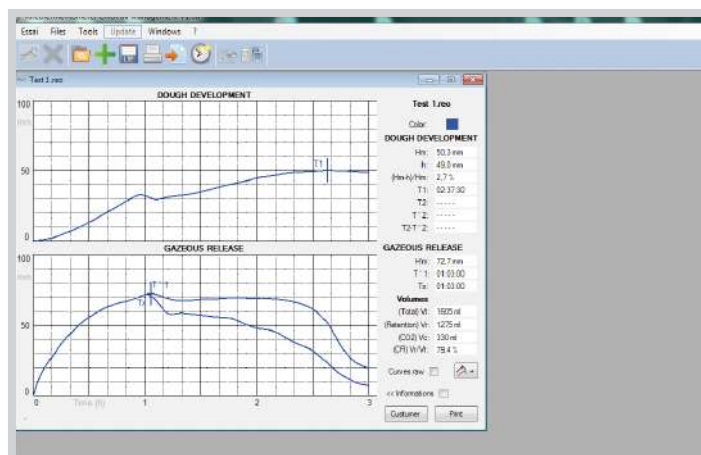 Essai Files Tools Update Windows ?
Test 1.reo
DOUGH DEVELOPMENT
100
mm
50
0
T1
GAZEOUS RELEASE
100
mm
50
0
T'1
Tx
0 Time (h) 1 2 3
Test 1.reo
Color:
DOUGH DEVELOPMENT
Hm: 50,3 mm
h: 49,0 mm
(Hm-h)/Hm: 2,7 %
T1: 02:37:30
T2: -----
T'2: -----
T2-T'2: -----
GAZEOUS RELEASE
H'm: 72,7 mm
T'1: 01:03:00
Tx: 01:03:00
Volumes
(Total) Vt: 1605 ml
(Retention) Vr: 1275 ml
(CO2) Vc: 330 ml
(CR) Vr/Vt: 79,4 %
Curves raw
<< Informations
Custumer Print